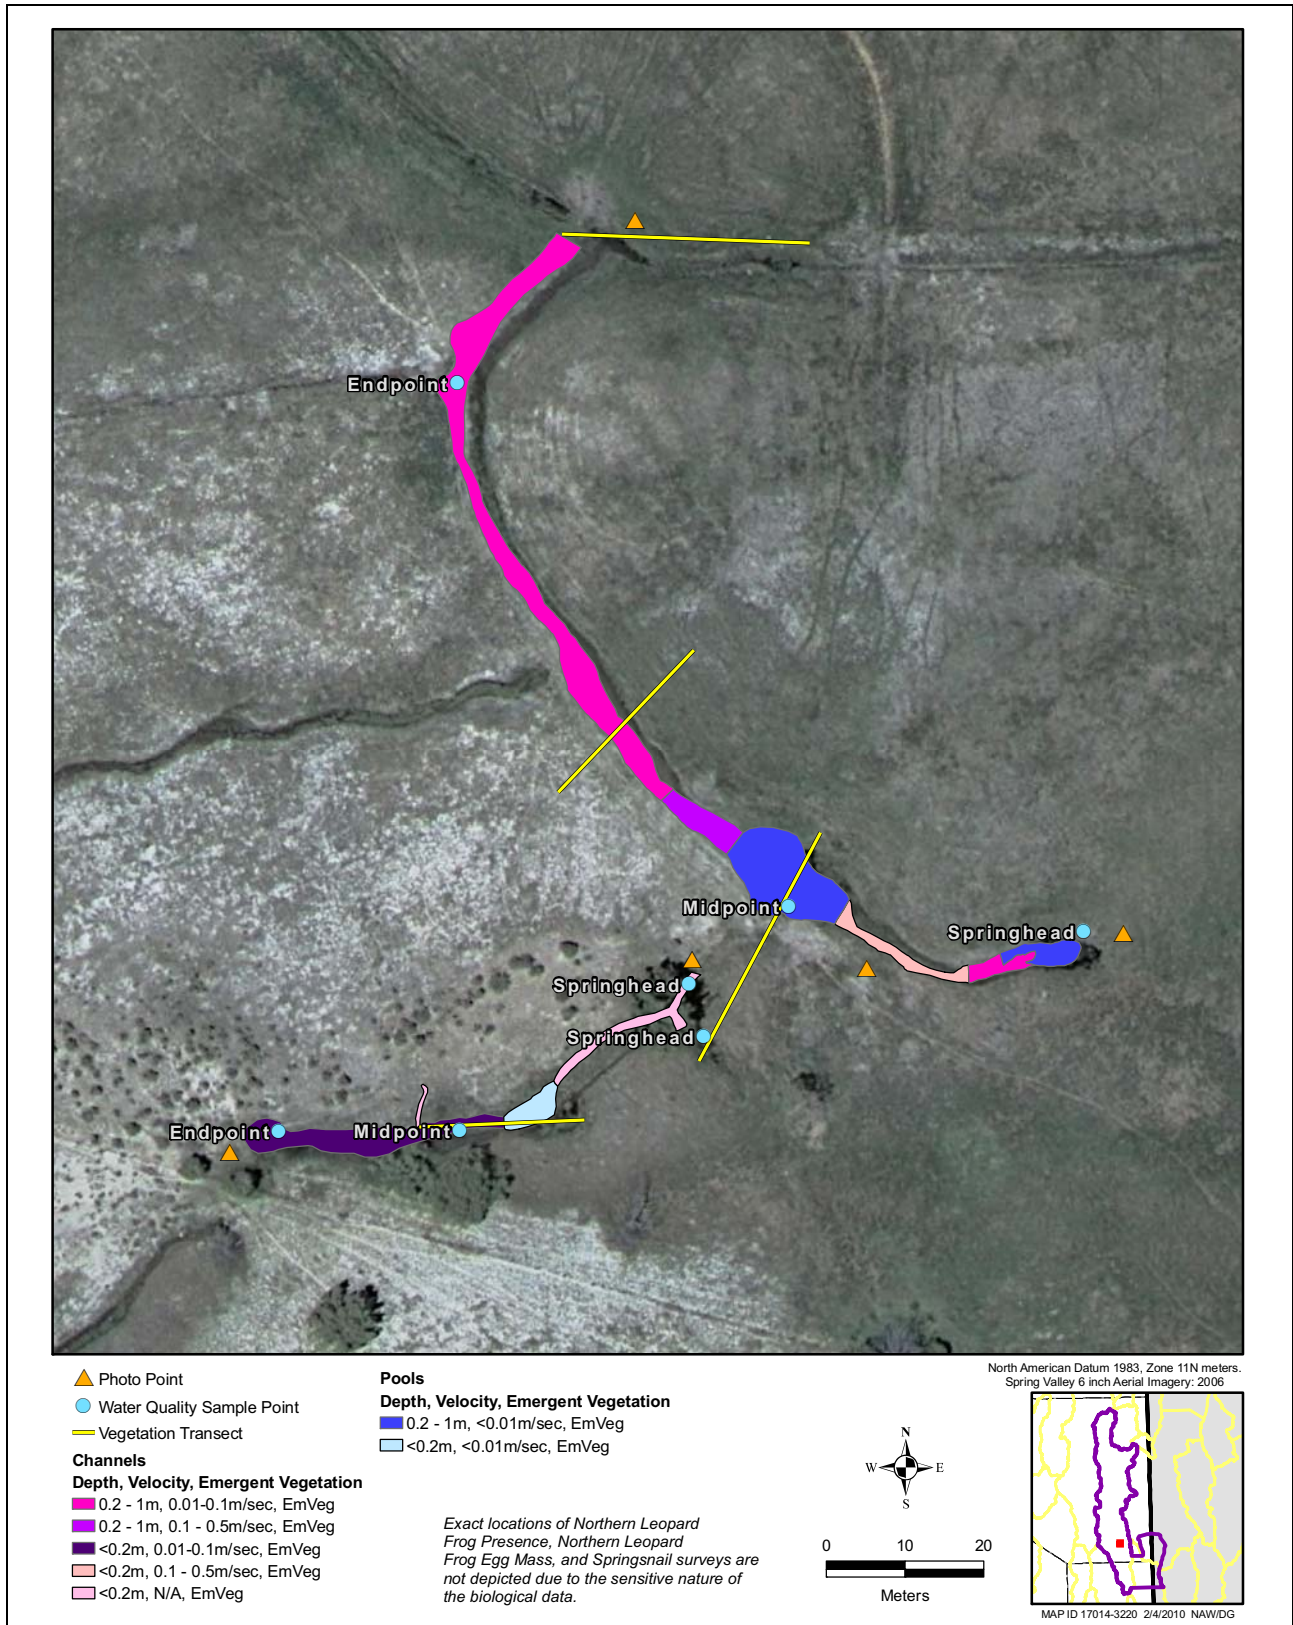 Endpoint
Midpoint
Springhead
Springhead
Springhead
Endpoint
Midpoint
Photo Point
Water Quality Sample Point
Vegetation Transect
Channels
Depth, Velocity, Emergent Vegetation
0.2 - 1m, 0.01-0.1m/sec, EmVeg
0.2 - 1m, 0.1 - 0.5m/sec, EmVeg
<0.2m, 0.01-0.1m/sec, EmVeg
<0.2m, 0.1 - 0.5m/sec, EmVeg
<0.2m, N/A, EmVeg
Pools
Depth, Velocity, Emergent Vegetation
0.2 - 1m, <0.01m/sec, EmVeg
<0.2m, <0.01m/sec, EmVeg
Exact locations of Northern Leopard
Frog Presence, Northern Leopard
Frog Egg Mass, and Springsnail surveys are
not depicted due to the sensitive nature of
the biological data.
N
W E
S
0 10 20
Meters
North American Datum 1983, Zone 11N meters.
Spring Valley 6 inch Aerial Imagery: 2006
MAP ID 17014-3220 2/4/2010 NAW/DG